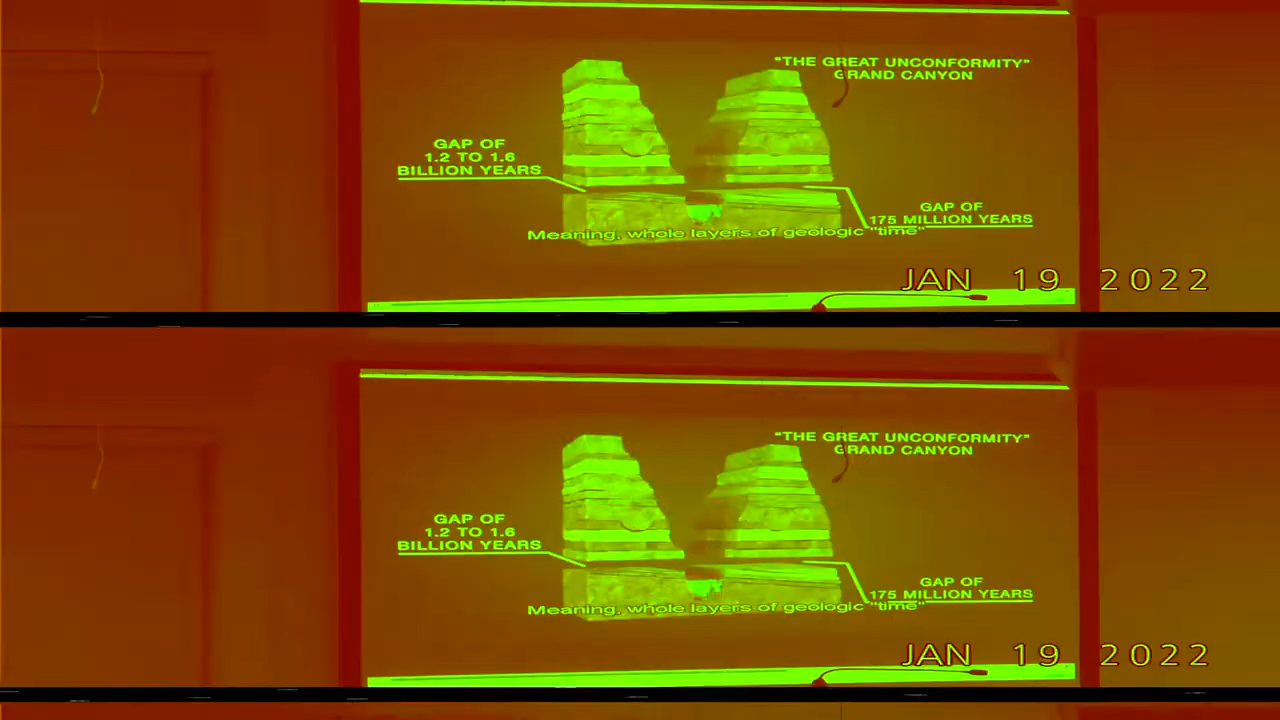 "THE GREAT UNCONFORMITY"
GRAND CANYON
GAP OF
1.2 TO 1.6
BILLION YEARS
GAP OF
175 MILLION YEARS
Meaning, whole layers of geologic "time"
JAN 19 2022
"THE GREAT UNCONFORMITY"
GRAND CANYON
GAP OF
1.2 TO 1.6
BILLION YEARS
GAP OF
175 MILLION YEARS
Meaning, whole layers of geologic "time"
JAN 19 2022